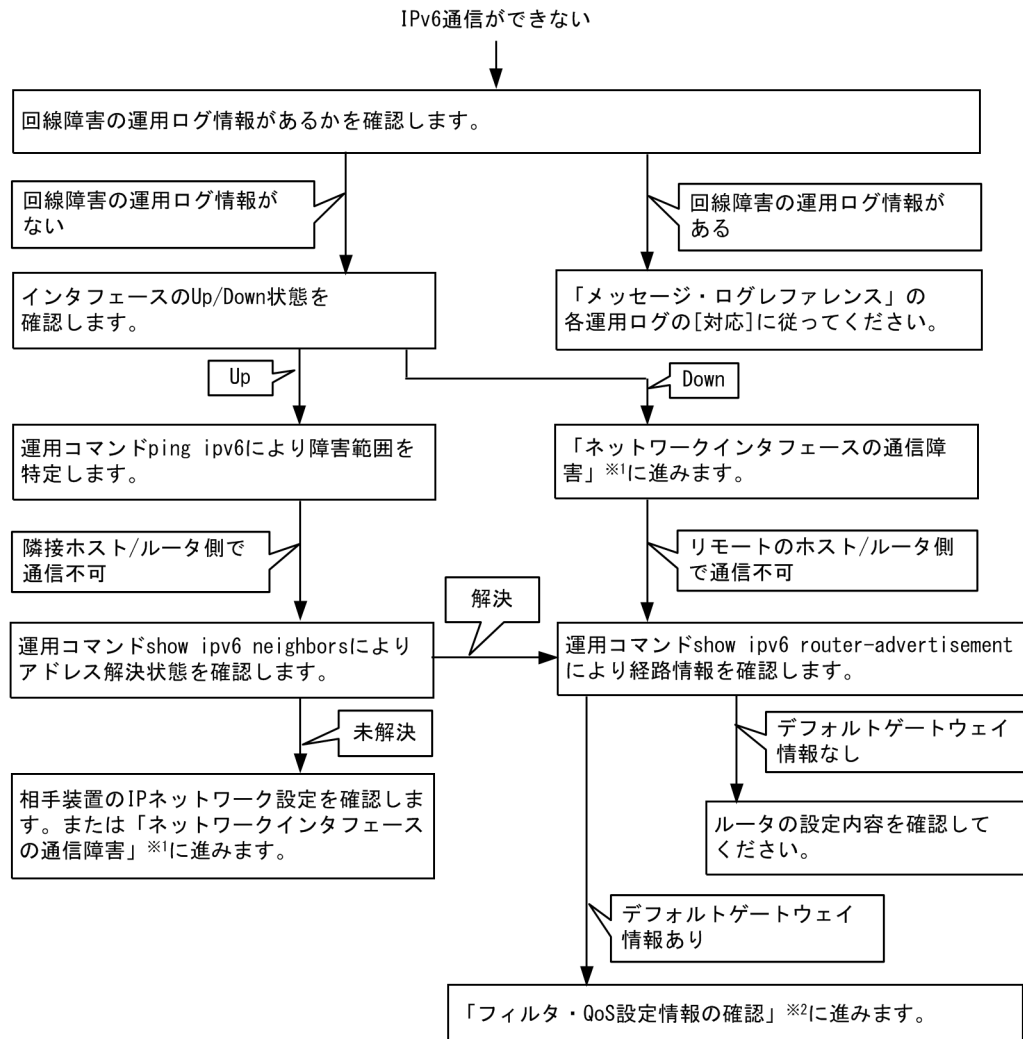 IPv6通信ができない
回線障害の運用ログ情報があるかを確認します。
回線障害の運用ログ情報が
ない
回線障害の運用ログ情報が
ある
インタフェースのUp/Down状態を
確認します。
「メッセージ・ログレファレンス」の
各運用ログの[対応]に従ってください。
Up
Down
運用コマンドping ipv6により障害範囲を
特定します。
「ネットワークインタフェースの通信障
害」※1に進みます。
隣接ホスト/ルータ側で
通信不可
リモートのホスト/ルータ側
で通信不可
解決
運用コマンドshow ipv6 neighborsにより
アドレス解決状態を確認します。
運用コマンドshow ipv6 router-advertisement
により経路情報を確認します。
未解決
デフォルトゲートウェイ
情報なし
相手装置のIPネットワーク設定を確認しま
す。または「ネットワークインタフェース
の通信障害」※1に進みます。
ルータの設定内容を確認して
ください。
デフォルトゲートウェイ
情報あり
「フィルタ・QoS設定情報の確認」※2に進みます。